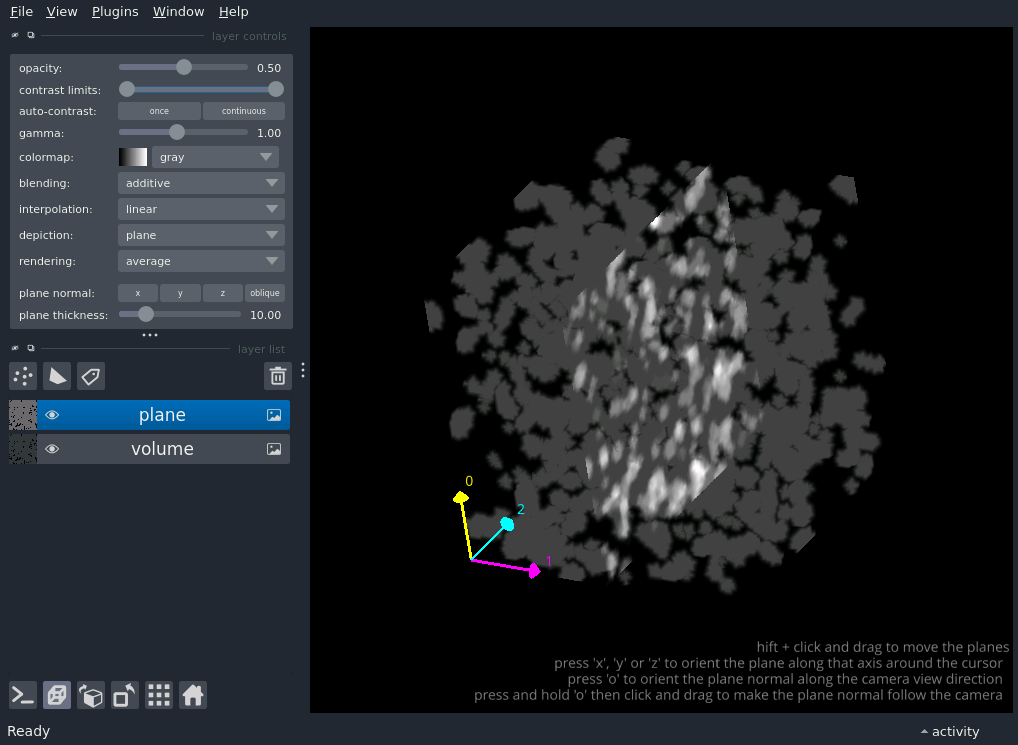 File View Plugins Window Help
layer controls
opacity: 0.50
contrast limits:
auto-contrast: once continuous
gamma: 1.00
colormap: gray
blending: additive
interpolation: linear
depiction: plane
rendering: average
plane normal: x y z oblique
plane thickness: 10.00
layer list
plane
volume
0
2
1
hift + click and drag to move the planes
press 'x', 'y' or 'z' to orient the plane along that axis around the cursor
press 'o' to orient the plane normal along the camera view direction
press and hold 'o' then click and drag to make the plane normal follow the camera
Ready
activity